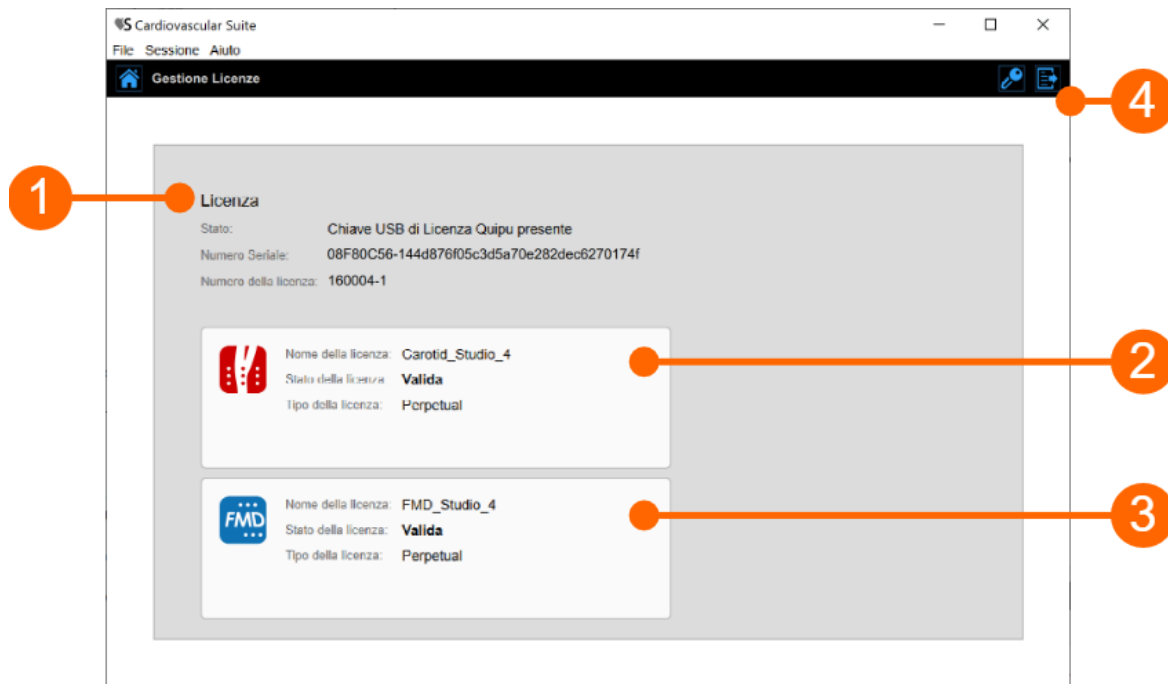 Cardiovascular Suite
File Sessione Aiuto
Gestione Licenze
4
1
Licenza
Stato: Chiave USB di Licenza Quipu presente
Numero Seriale: 08F80C56-144d876f05c3d5a70e282dec6270174f
Numero della licenza: 160004-1
2
Nome della licenza: Carotid_Studio_4
Stato della licenza: Valida
Tipo della licenza: Perpetual
3
FMD
Nome della licenza: FMD_Studio_4
Stato della licenza: Valida
Tipo della licenza: Perpetual